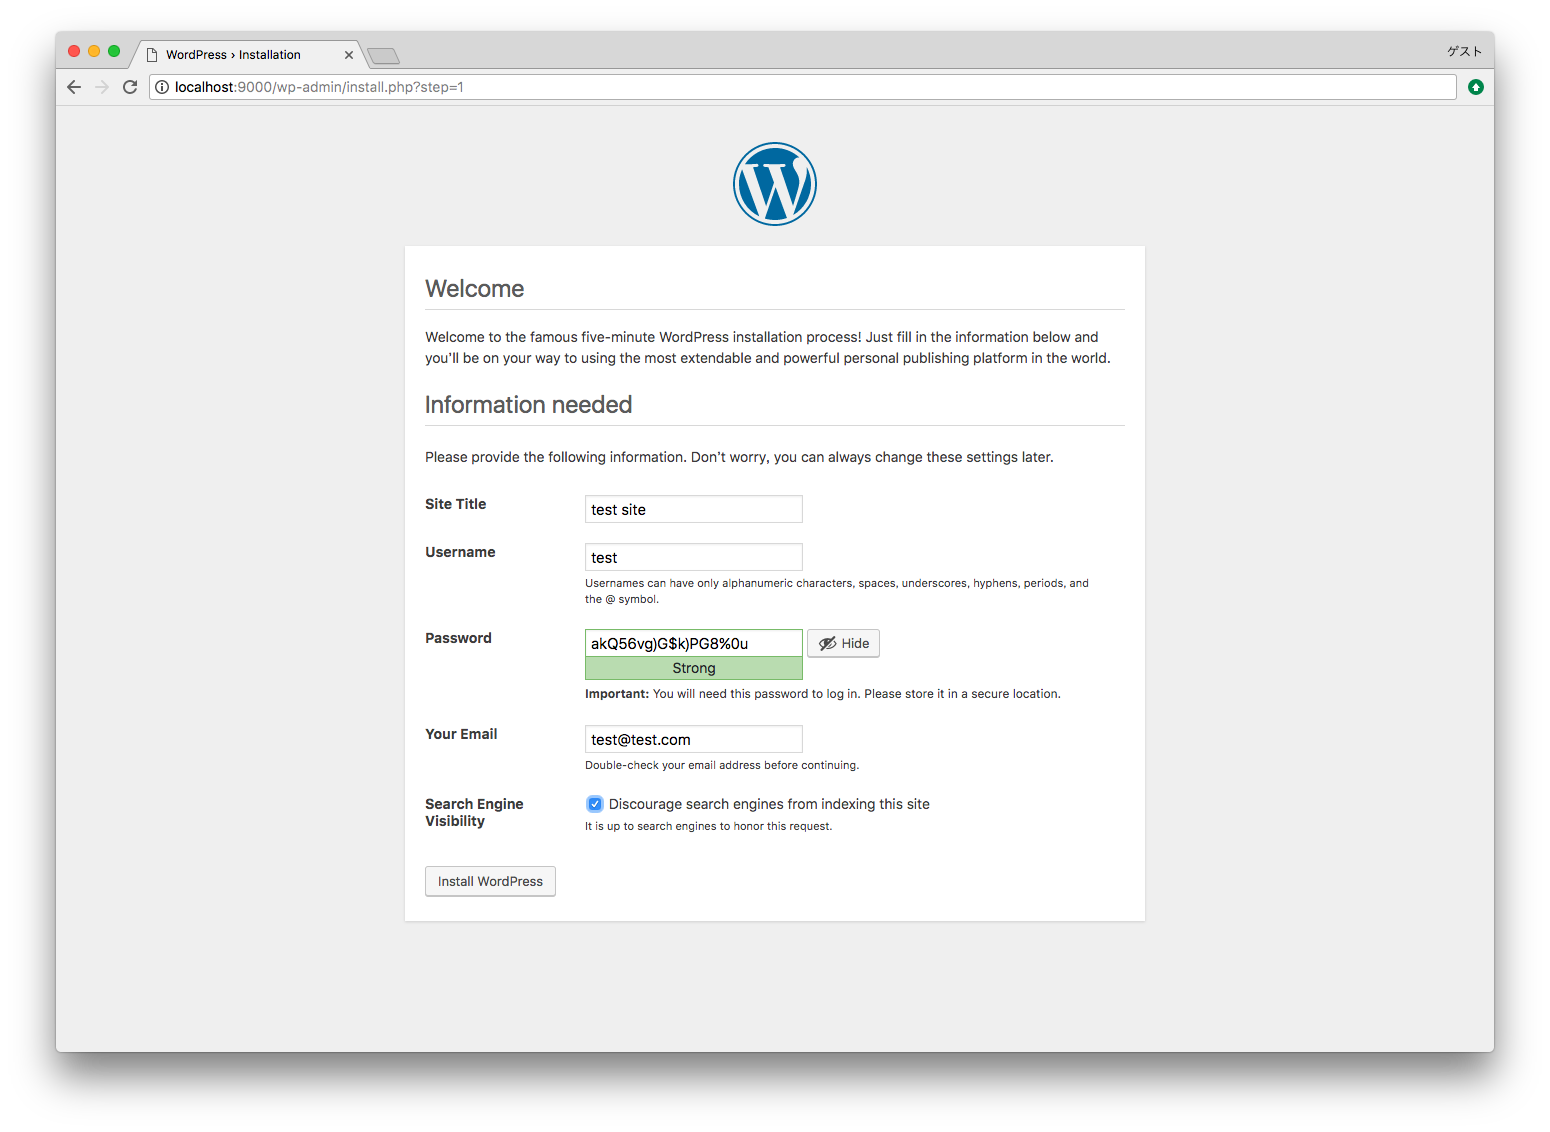 WordPress › Installation
ゲスト
localhost:9000/wp-admin/install.php?step=1
Welcome
Welcome to the famous five-minute WordPress installation process! Just fill in the information below and
you’ll be on your way to using the most extendable and powerful personal publishing platform in the world.
Information needed
Please provide the following information. Don’t worry, you can always change these settings later.
Site Title
test site
Username
test
Usernames can have only alphanumeric characters, spaces, underscores, hyphens, periods, and
the @ symbol.
Password
akQ56vg)G$k)PG8%0u
Hide
Strong
Important: You will need this password to log in. Please store it in a secure location.
Your Email
test@test.com
Double-check your email address before continuing.
Search Engine
Visibility
Discourage search engines from indexing this site
It is up to search engines to honor this request.
Install WordPress